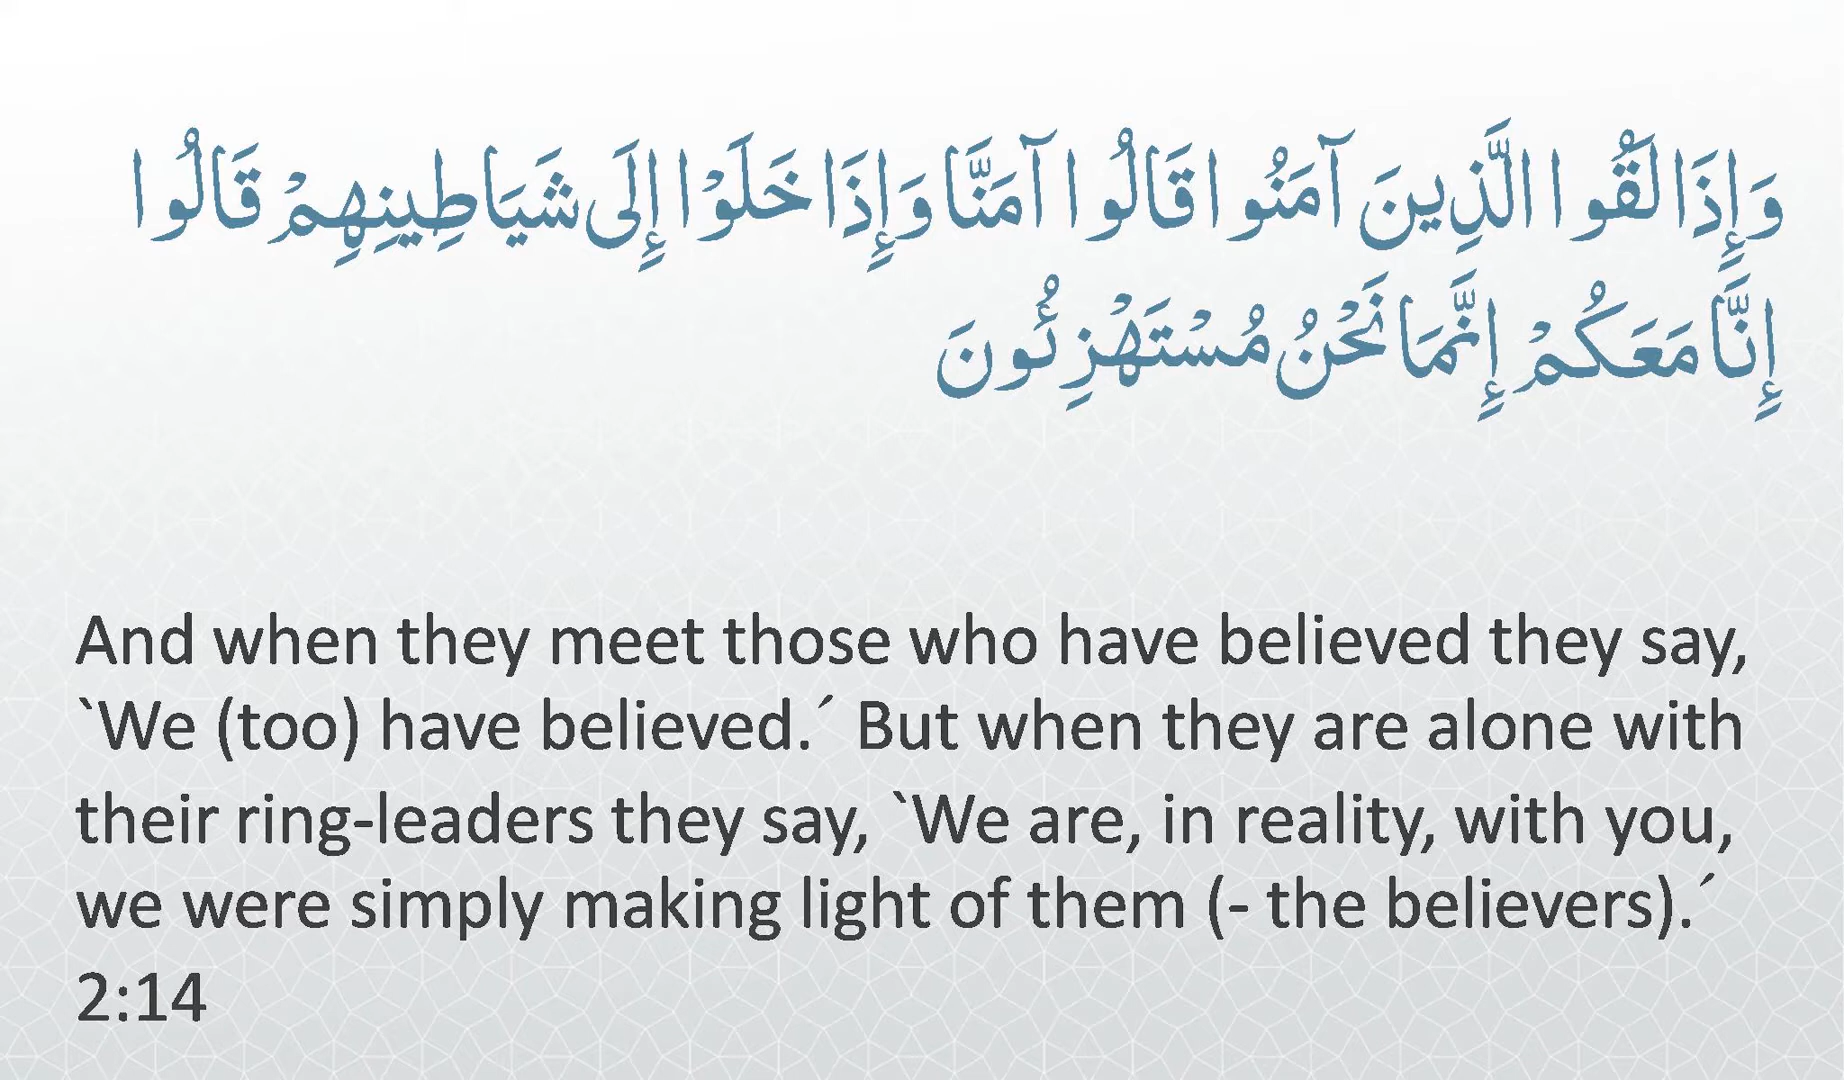 وَإِذَا لَقُوا الَّذِينَ آمَنُوا قَالُوا آمَنَّا وَإِذَا خَلَوْا إِلَى شَيَاطِينِهِمْ قَالُوا
إِنَّا مَعَكُمْ إِنَّمَا نَحْنُ مُسْتَهْزِئُونَ
And when they meet those who have believed they say,
`We (too) have believed.´ But when they are alone with
their ring-leaders they say, `We are, in reality, with you,
we were simply making light of them (- the believers).´
2:14